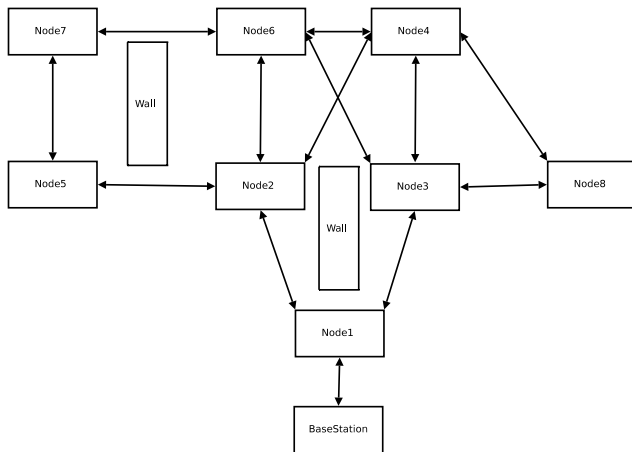 Node7
Node6
Node4
Wall
Node5
Node2
Node3
Node8
Wall
Node1
BaseStation